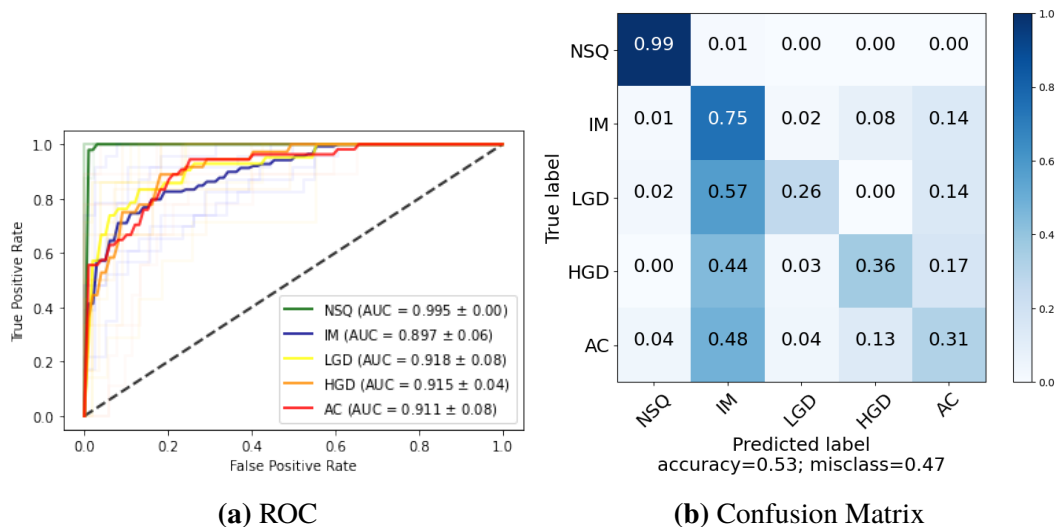 True Positive Rate
1.0
0.8
0.6
0.4
0.2
0.0
NSQ (AUC = 0.995 ± 0.00)
IM (AUC = 0.897 ± 0.06)
LGD (AUC = 0.918 ± 0.08)
HGD (AUC = 0.915 ± 0.04)
AC (AUC = 0.911 ± 0.08)
0.0 0.2 0.4 0.6 0.8 1.0
False Positive Rate
(a) ROC
True label
NSQ 0.99 0.01 0.00 0.00 0.00
IM 0.01 0.75 0.02 0.08 0.14
LGD 0.02 0.57 0.26 0.00 0.14
HGD 0.00 0.44 0.03 0.36 0.17
AC 0.04 0.48 0.04 0.13 0.31
NSQ IM LGD HGD AC
Predicted label
accuracy=0.53; misclass=0.47
1.0
0.8
0.6
0.4
0.2
0.0
(b) Confusion Matrix